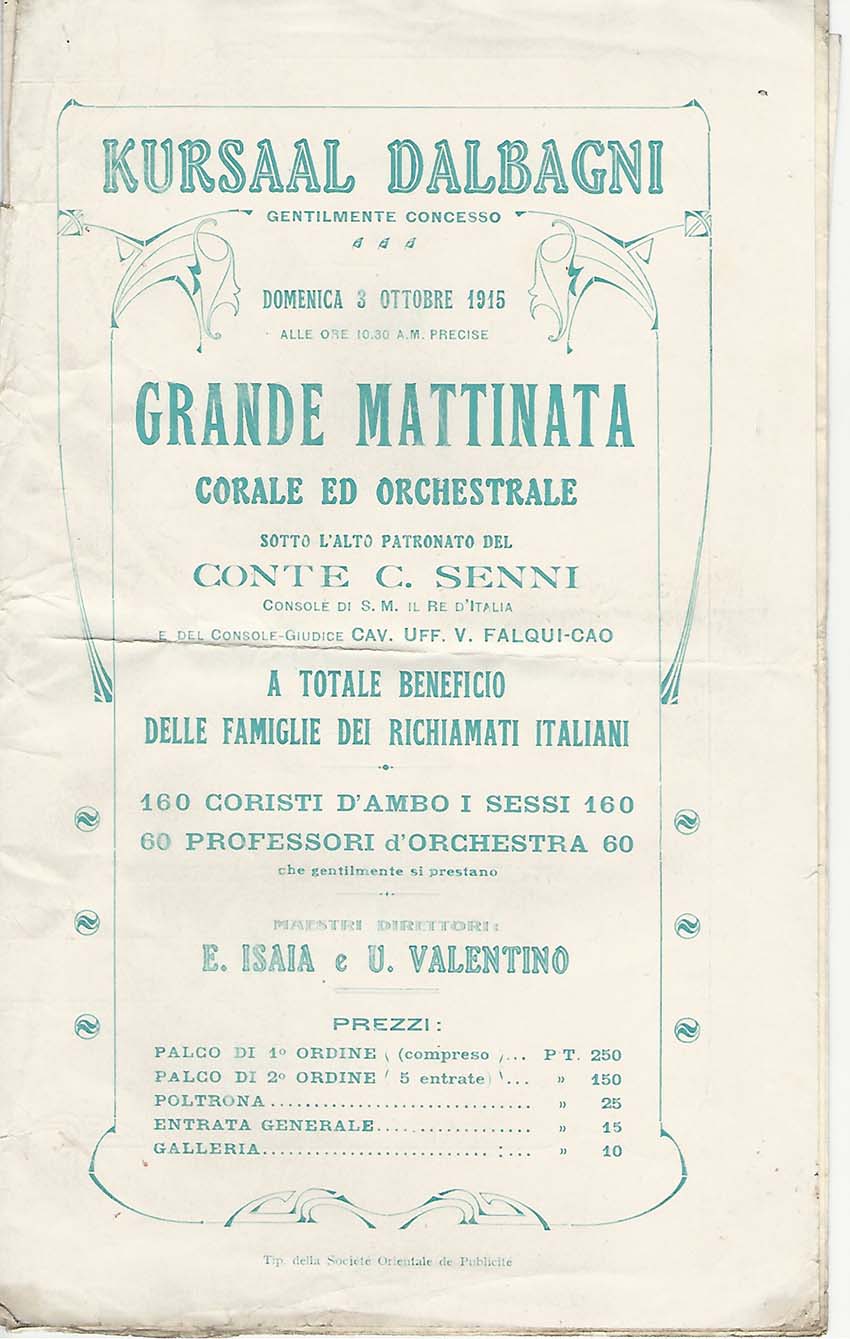 KURSAAL DALBAGNI
GENTILMENTE CONCESSO
DOMENICA 3 OTTOBRE 1915
ALLE ORE 10.30 A.M. PRECISE
GRANDE MATTINATA
CORALE ED ORCHESTRALE
SOTTO L'ALTO PATRONATO DEL
CONTE C. SENNI
CONSOLE DI S. M. IL RE D'ITALIA
E DEL CONSOLE-GIUDICE CAV. UFF. V. FALQUI-CAO
A TOTALE BENEFICIO
DELLE FAMIGLIE DEI RICHIAMATI ITALIANI
160 CORISTI D'AMBO I SESSI 160
60 PROFESSORI d'ORCHESTRA 60
che gentilmente si prestano
MAESTRI DIRETTORI:
E. ISAIA e U. VALENTINO
PREZZI:
PALCO DI 1º ORDINE (compreso )... P T. 250
PALCO DI 2º ORDINE ( 5 entrate) ... » 150
POLTRONA............................... » 25
ENTRATA GENERALE.................. » 15
GALLERIA................................ » 10
Tip. della Société Orientale de Publicité